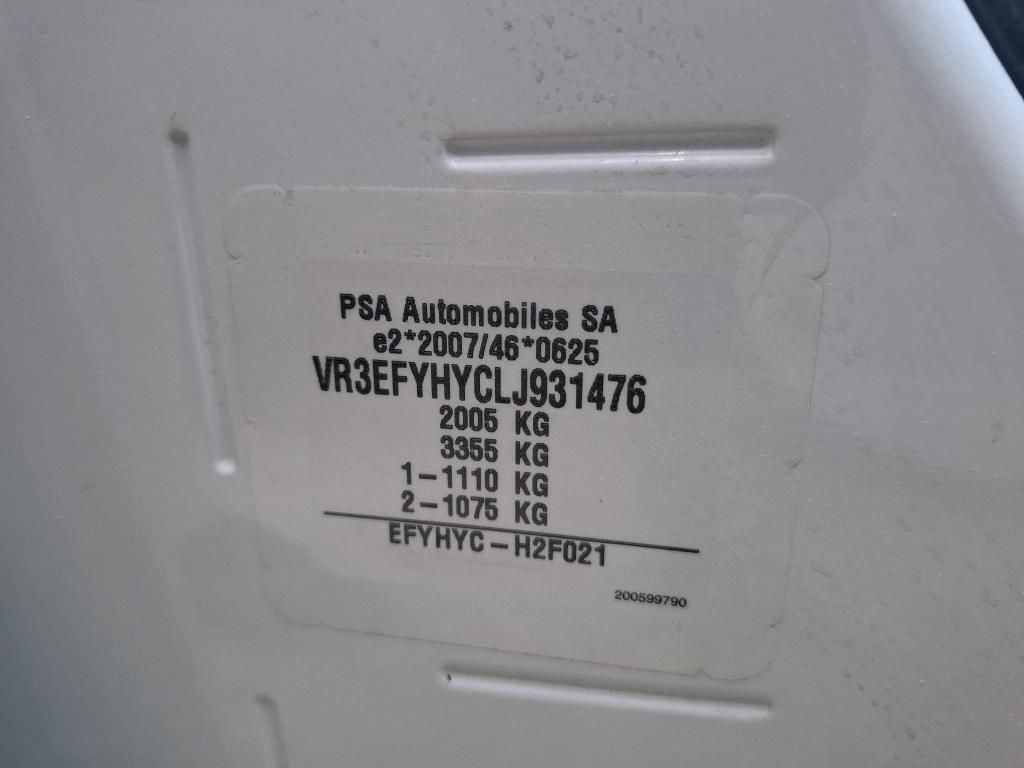 PSA Automobiles SA
e2*2007/46*0625
VR3EFYHYCLJ931476
2005 KG
3355 KG
1-1110 KG
2-1075 KG
EFYHYC-H2F021
200599790